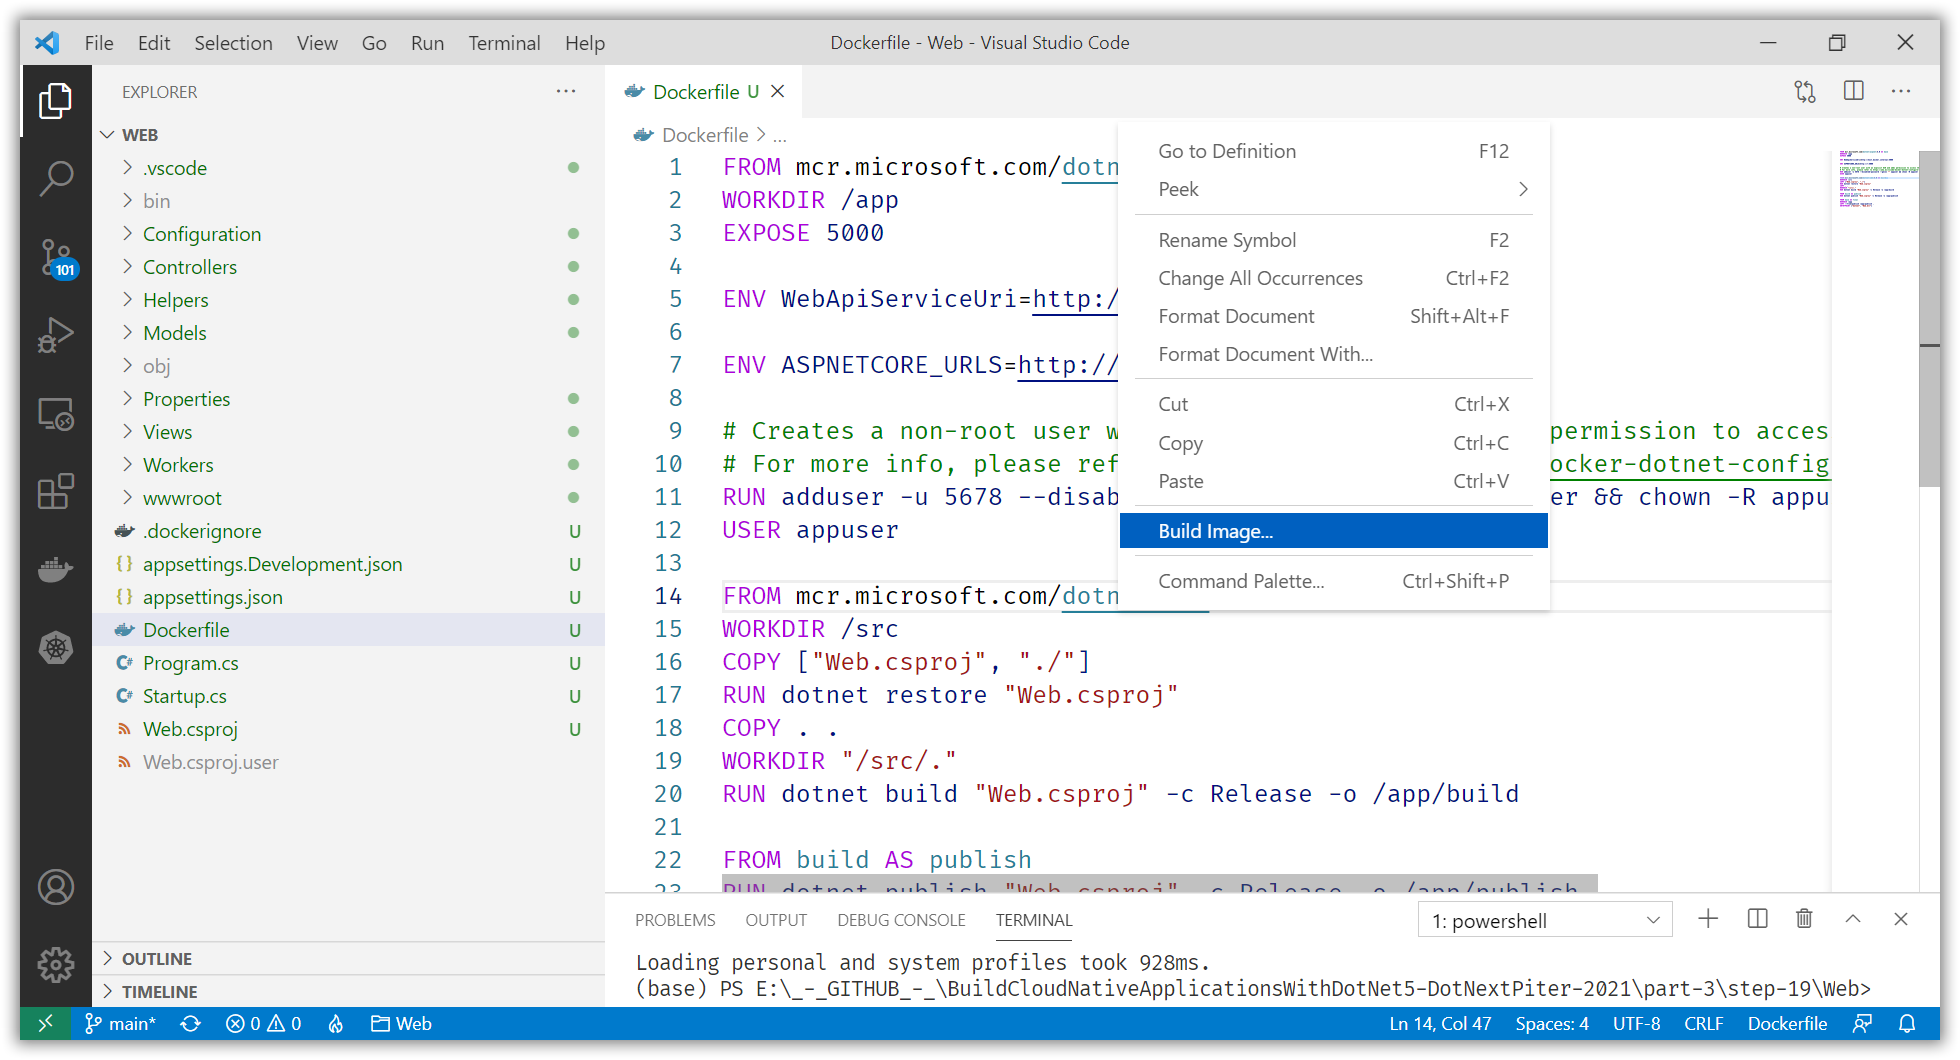 File Edit Selection View Go Run Terminal Help Dockerfile - Web - Visual Studio Code
EXPLORER
WEB
.vscode
bin
Configuration
Controllers
Helpers
Models
obj
Properties
Views
Workers
wwwroot
.dockerignore U
appsettings.Development.json U
appsettings.json U
Dockerfile U
Program.cs U
Startup.cs U
Web.csproj U
Web.csproj.user
OUTLINE
TIMELINE
101
Dockerfile U
Dockerfile > ...
1 FROM mcr.microsoft.com/dotn
2 WORKDIR /app
3 EXPOSE 5000
4
5 ENV WebApiServiceUri=http:/
6
7 ENV ASPNETCORE_URLS=http://
8
9 # Creates a non-root user w permission to acces
10 # For more info, please ref ocker-dotnet-config
11 RUN adduser -u 5678 --disab er && chown -R appu
12 USER appuser
13
14 FROM mcr.microsoft.com/dotn
15 WORKDIR /src
16 COPY ["Web.csproj", "./"]
17 RUN dotnet restore "Web.csproj"
18 COPY . .
19 WORKDIR "/src/."
20 RUN dotnet build "Web.csproj" -c Release -o /app/build
21
22 FROM build AS publish
23 RUN dotnet publish "Web.csproj" -c Release -o /app/publish
Go to Definition F12
Peek
Rename Symbol F2
Change All Occurrences Ctrl+F2
Format Document Shift+Alt+F
Format Document With...
Cut Ctrl+X
Copy Ctrl+C
Paste Ctrl+V
Build Image...
Command Palette... Ctrl+Shift+P
PROBLEMS OUTPUT DEBUG CONSOLE TERMINAL 1: powershell
Loading personal and system profiles took 928ms.
(base) PS E:\_-_GITHUB_-_\BuildCloudNativeApplicationsWithDotNet5-DotNextPiter-2021\part-3\step-19\Web>
main* 0 0 Web Ln 14, Col 47 Spaces: 4 UTF-8 CRLF Dockerfile